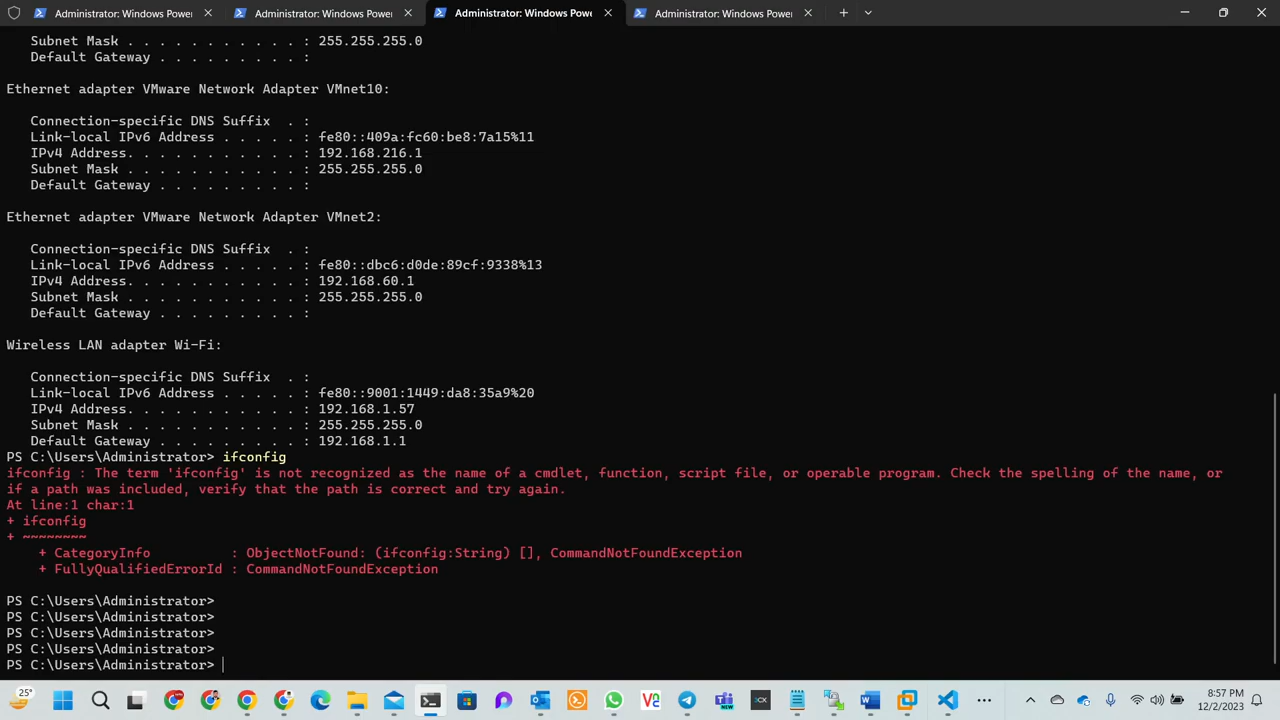 Administrator: Windows Power Administrator: Windows Power Administrator: Windows Powe Administrator: Windows Power
Subnet Mask . . . . . . . . . . . : 255.255.255.0
Default Gateway . . . . . . . . . :
Ethernet adapter VMware Network Adapter VMnet10:
Connection-specific DNS Suffix  . :
Link-local IPv6 Address . . . . . : fe80::409a:fc60:be8:7a15%11
IPv4 Address. . . . . . . . . . . : 192.168.216.1
Subnet Mask . . . . . . . . . . . : 255.255.255.0
Default Gateway . . . . . . . . . :
Ethernet adapter VMware Network Adapter VMnet2:
Connection-specific DNS Suffix  . :
Link-local IPv6 Address . . . . . : fe80::dbc6:d0de:89cf:9338%13
IPv4 Address. . . . . . . . . . . : 192.168.60.1
Subnet Mask . . . . . . . . . . . : 255.255.255.0
Default Gateway . . . . . . . . . :
Wireless LAN adapter Wi-Fi:
Connection-specific DNS Suffix  . :
Link-local IPv6 Address . . . . . : fe80::9001:1449:da8:35a9%20
IPv4 Address. . . . . . . . . . . : 192.168.1.57
Subnet Mask . . . . . . . . . . . : 255.255.255.0
Default Gateway . . . . . . . . . : 192.168.1.1
PS C:\Users\Administrator> ifconfig
ifconfig : The term 'ifconfig' is not recognized as the name of a cmdlet, function, script file, or operable program. Check the spelling of the name, or
if a path was included, verify that the path is correct and try again.
At line:1 char:1
+ ifconfig
+ ~~~~~~~~
+ CategoryInfo          : ObjectNotFound: (ifconfig:String) [], CommandNotFoundException
+ FullyQualifiedErrorId : CommandNotFoundException
PS C:\Users\Administrator>
PS C:\Users\Administrator>
PS C:\Users\Administrator>
PS C:\Users\Administrator>
PS C:\Users\Administrator>
25°
8:57 PM
12/2/2023